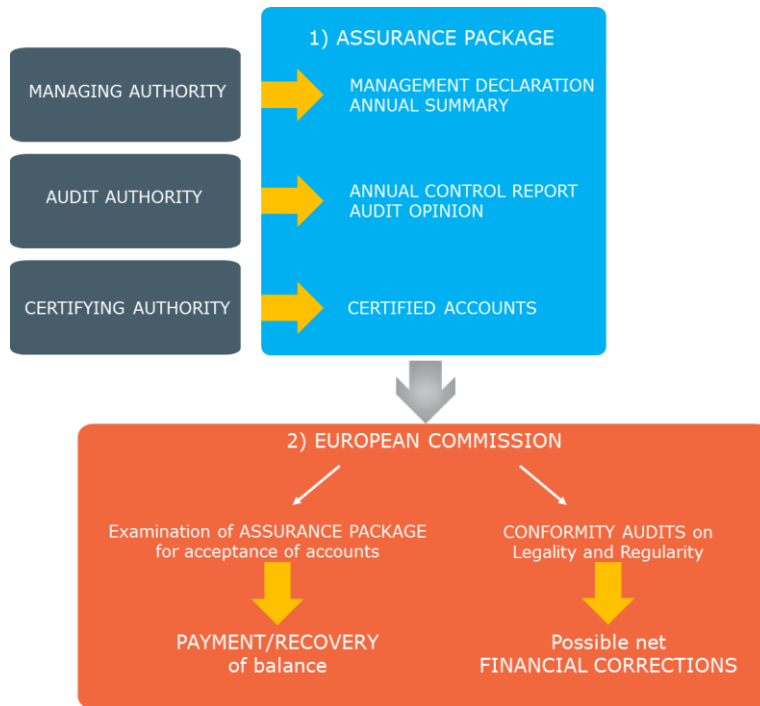 1) ASSURANCE PACKAGE
MANAGING AUTHORITY
MANAGEMENT DECLARATION
ANNUAL SUMMARY
AUDIT AUTHORITY
ANNUAL CONTROL REPORT
AUDIT OPINION
CERTIFYING AUTHORITY
CERTIFIED ACCOUNTS
2) EUROPEAN COMMISSION
Examination of ASSURANCE PACKAGE
for acceptance of accounts
PAYMENT/RECOVERY
of balance
CONFORMITY AUDITS on
Legality and Regularity
Possible net
FINANCIAL CORRECTIONS